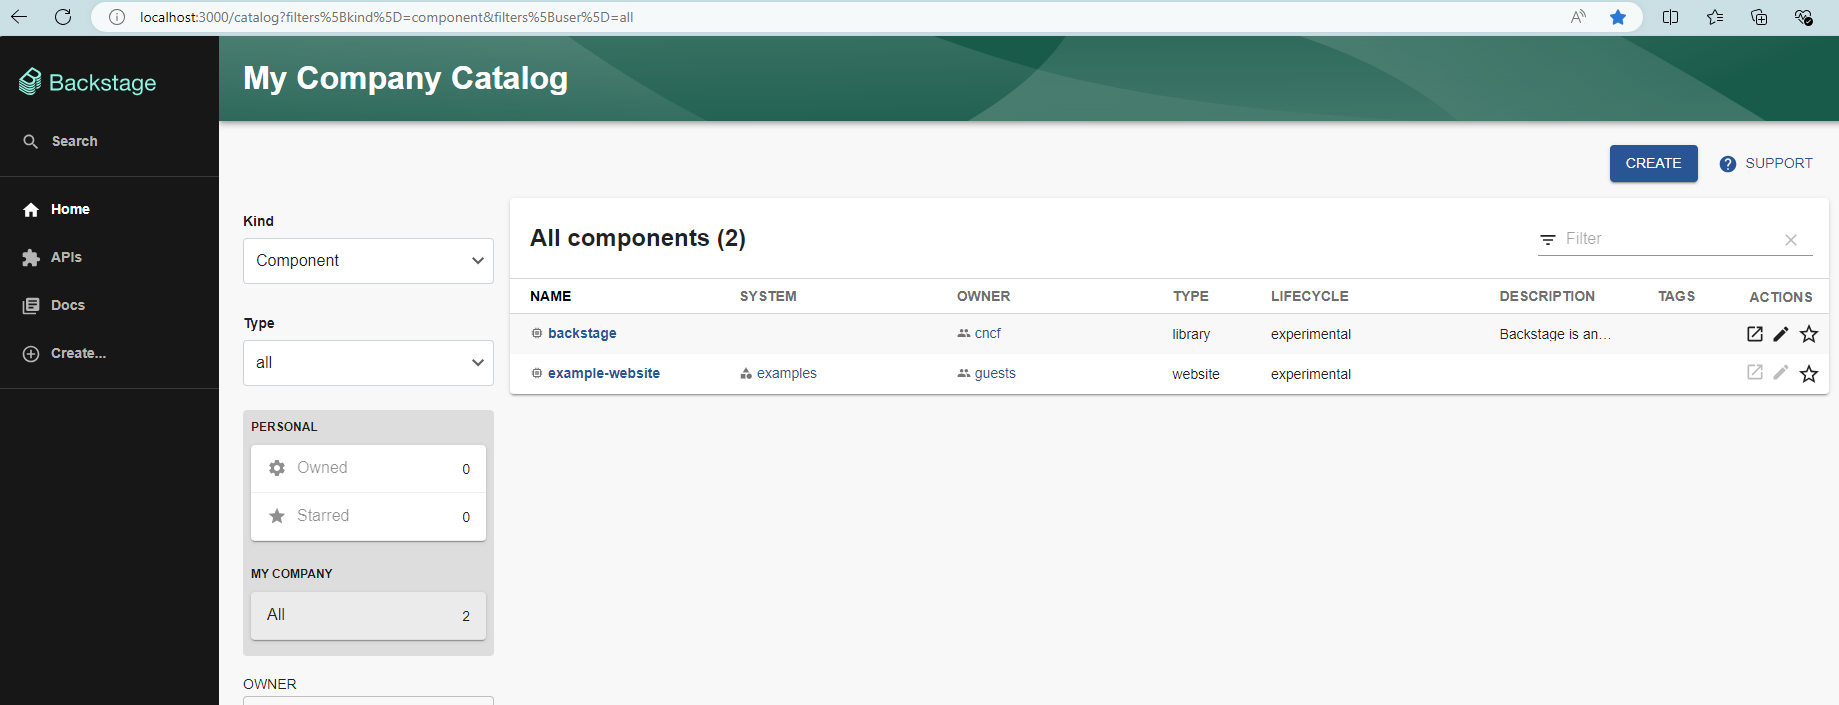 localhost:3000/catalog?filters%5Bkind%5D=component&filters%5Buser%5D=all
Backstage
My Company Catalog
Search
Home
APIs
Docs
Create...
CREATE
SUPPORT
Kind
Component
Type
all
PERSONAL
Owned 0
Starred 0
MY COMPANY
All 2
OWNER
All components (2)
Filter
NAME SYSTEM OWNER TYPE LIFECYCLE DESCRIPTION TAGS ACTIONS
backstage cncf library experimental Backstage is an...
example-website examples guests website experimental